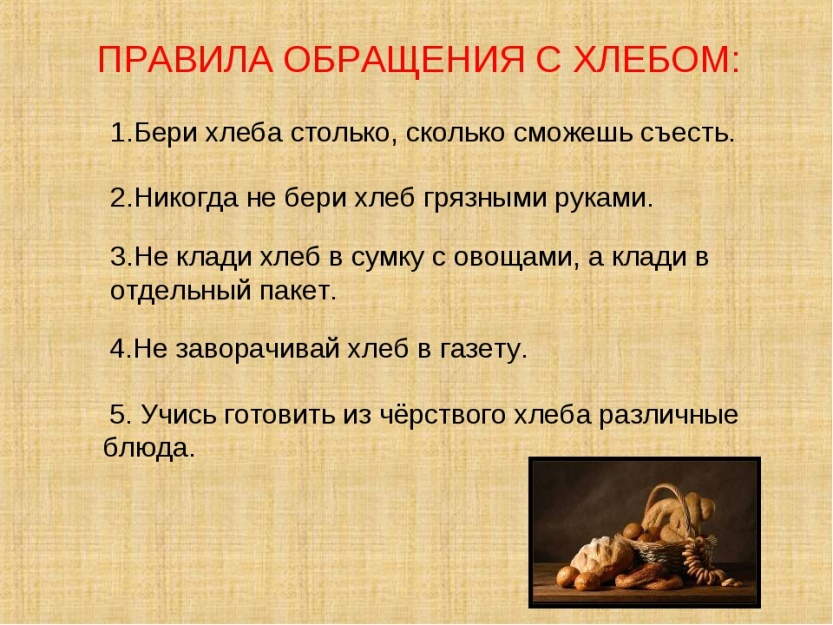 ПРАВИЛА ОБРАЩЕНИЯ С ХЛЕБОМ:
1.Бери хлеба столько, сколько сможешь съесть.
2.Никогда не бери хлеб грязными руками.
3.Не клади хлеб в сумку с овощами, а клади в
отдельный пакет.
4.Не заворачивай хлеб в газету.
5. Учись готовить из чёрствого хлеба различные
блюда.